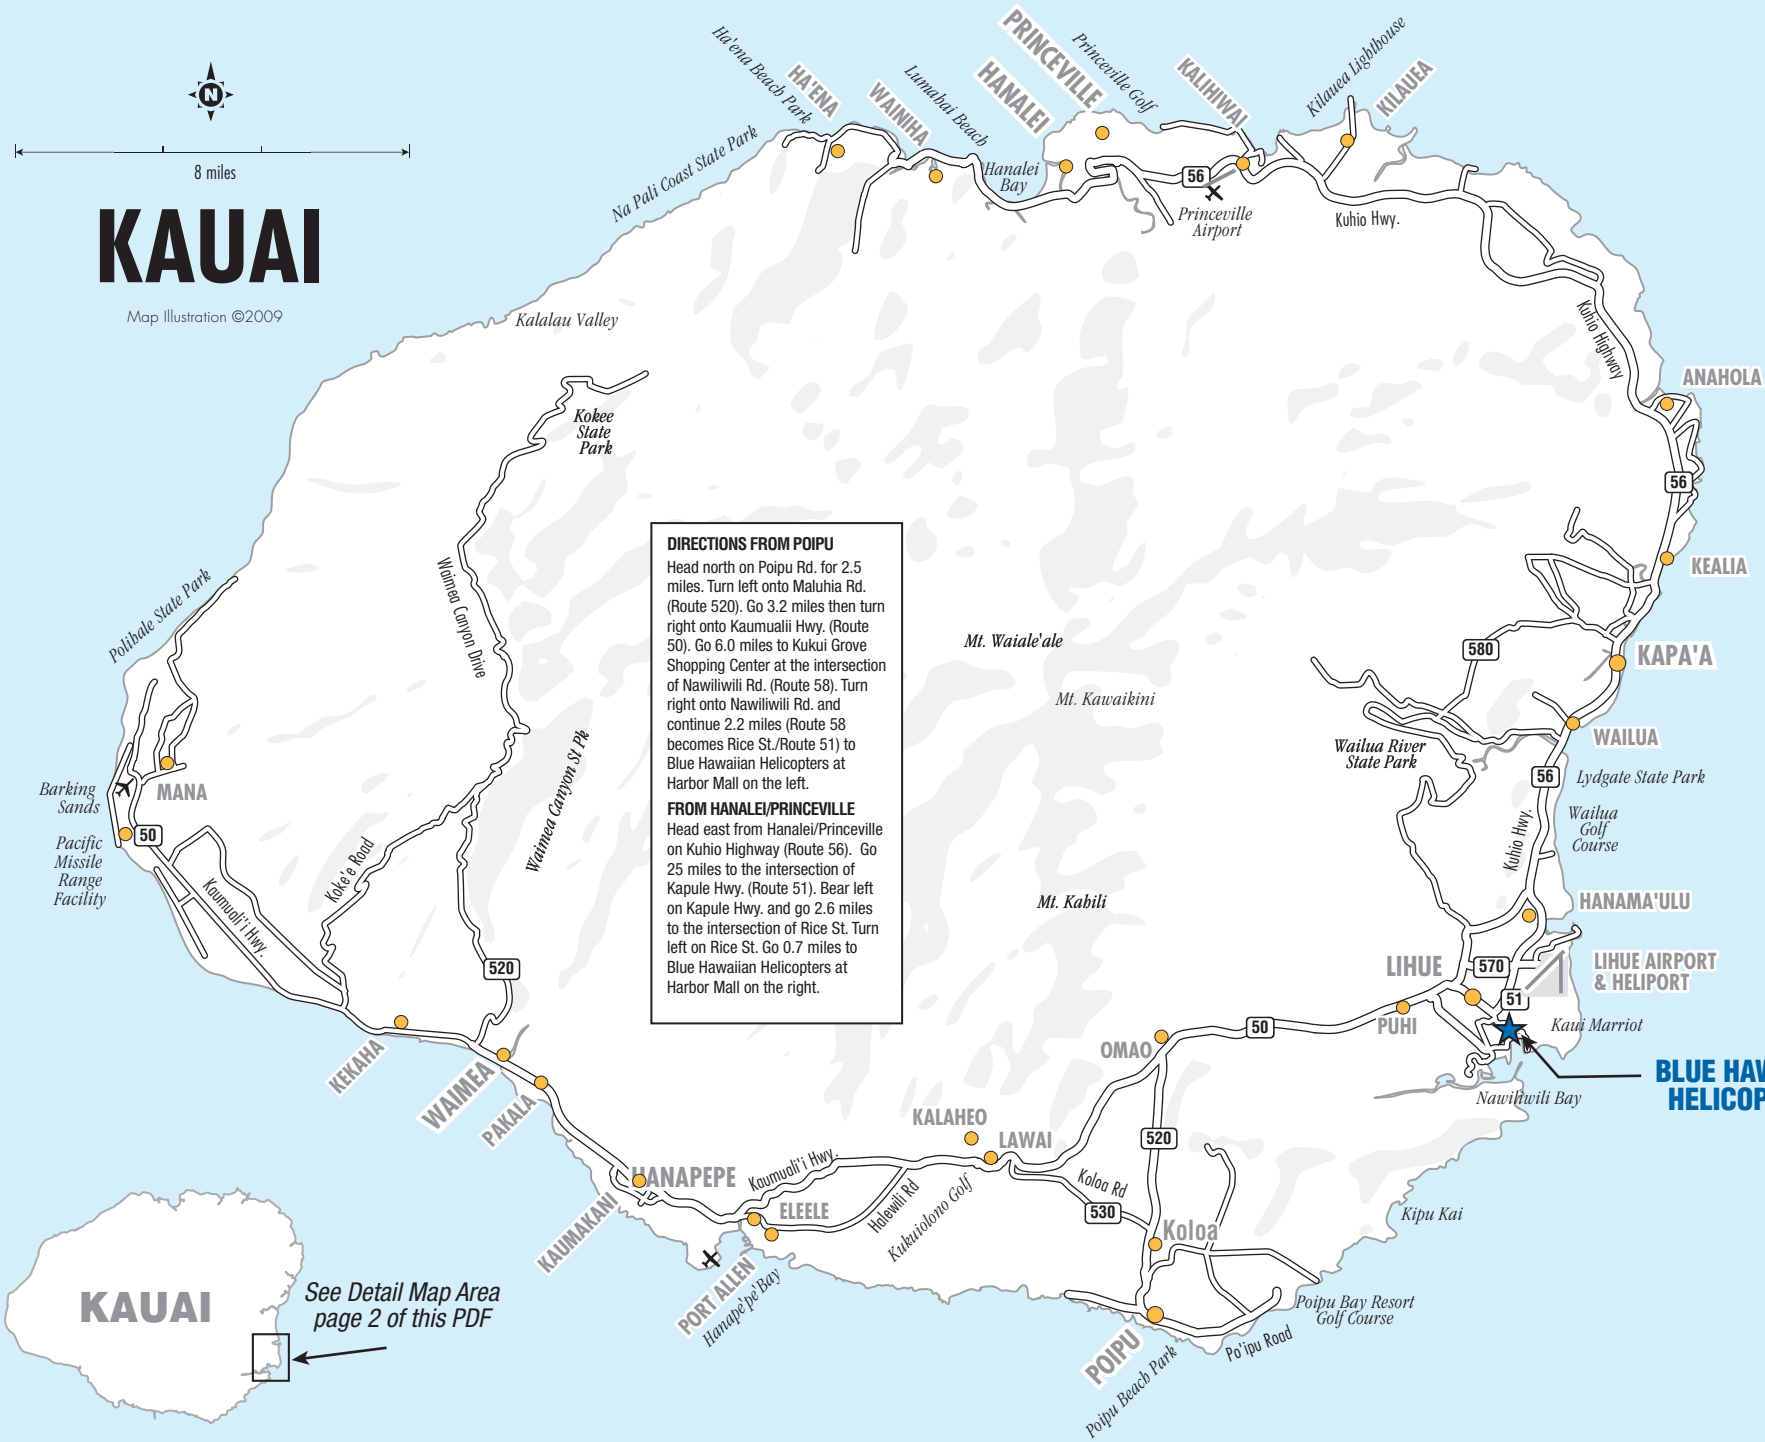 N
8 miles
KAUAI
Map Illustration ©2009
Ha'ena Beach Park
HA'ENA
WAINIHA
Lumahai Beach
HANALEI
PRINCEVILLE
Princeville Golf
KALIHIWAI
Kilauea Lighthouse
KILAUEA
Na Pali Coast State Park
Hanalei
Bay
56
Princeville
Airport
Kuhio Hwy.
Kalalau Valley
Kuhio Highway
ANAHOLA
Kokee
State
Park
56
KEALIA
Polihale State Park
Waimea Canyon Drive
DIRECTIONS FROM POIPU
Head north on Poipu Rd. for 2.5
miles. Turn left onto Maluhia Rd.
(Route 520). Go 3.2 miles then turn
right onto Kaumualii Hwy. (Route
50). Go 6.0 miles to Kukui Grove
Shopping Center at the intersection
of Nawiliwili Rd. (Route 58). Turn
right onto Nawiliwili Rd. and
continue 2.2 miles (Route 58
becomes Rice St./Route 51) to
Blue Hawaiian Helicopters at
Harbor Mall on the left.
FROM HANALEI/PRINCEVILLE
Head east from Hanalei/Princeville
on Kuhio Highway (Route 56). Go
25 miles to the intersection of
Kapule Hwy. (Route 51). Bear left
on Kapule Hwy. and go 2.6 miles
to the intersection of Rice St. Turn
left on Rice St. Go 0.7 miles to
Blue Hawaiian Helicopters at
Harbor Mall on the right.
Mt. Waiale'ale
Mt. Kawaikini
580
KAPA'A
WAILUA
Wailua River
State Park
56
Lydgate State Park
Wailua
Golf
Course
Kuhio Hwy.
Barking
Sands
MANA
50
Pacific
Missile
Range
Facility
Waimea Canyon St Pk
Koke'e Road
Kaumuali'i Hwy.
Mt. Kahili
HANAMA'ULU
LIHUE
570
LIHUE AIRPORT
& HELIPORT
51
520
KEKAHA
WAIMEA
PAKALA
OMAO
50
PUHI
Kaui Marriot
BLUE HAW
HELICOP
Nawiliwili Bay
KALAHEO
LAWAI
520
HANAPEPE
Kaumuali'i Hwy.
Koloa Rd
530
KAUMAKANI
ELEELE
Halewili Rd
Kukuiolono Golf
Koloa
Kipu Kai
PORT ALLEN
Hanape'pe'Bay
KAUAI
See Detail Map Area
page 2 of this PDF
Poipu Bay Resort
Golf Course
POIPU
Po'ipu Road
Poipu Beach Park